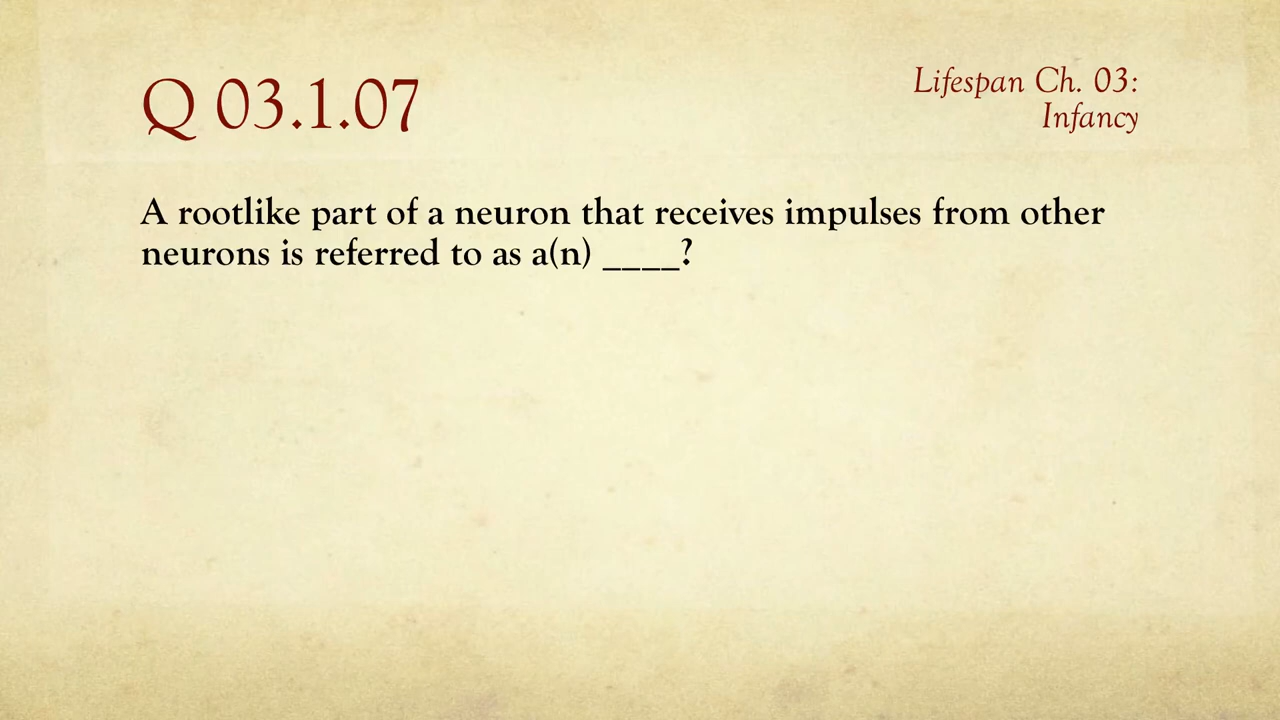 Q 03.1.07
Lifespan Ch. 03:
Infancy
A rootlike part of a neuron that receives impulses from other
neurons is referred to as a(n) ____?